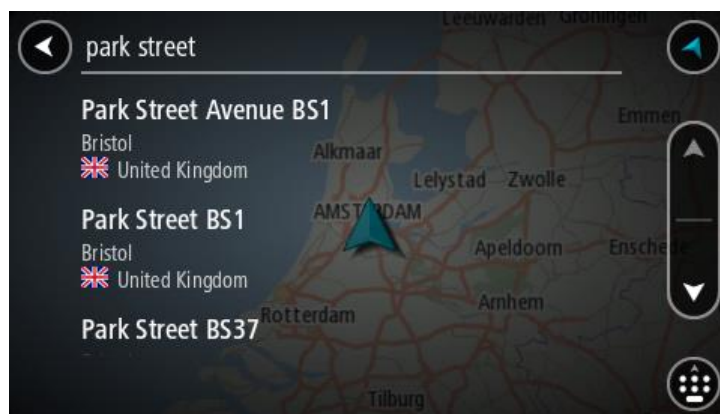 Leeuwarden Groningen
park street
Park Street Avenue BS1
Bristol
United Kingdom
Emmen
Alkmaar
Lelystad Zwolle
Park Street BS1
AMSTERDAM
Bristol
United Kingdom
Apeldoorn
Enschede
Arnhem
Rotterdam
Park Street BS37
Tilburg